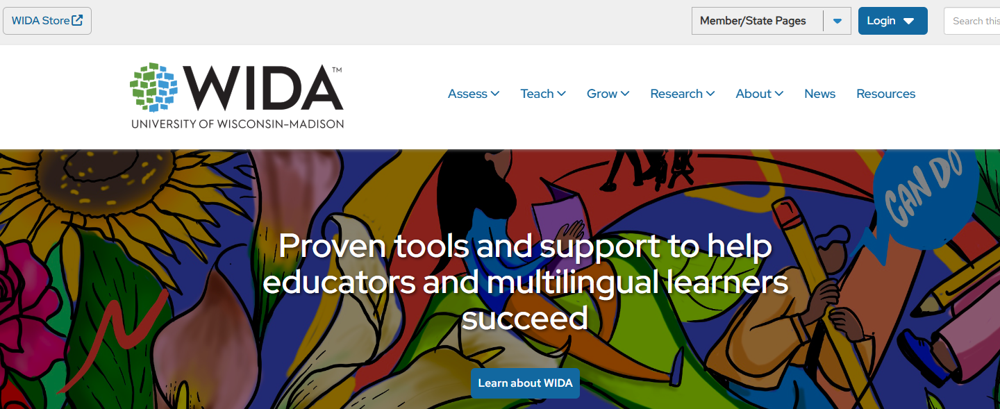 WIDA Store
Member/State Pages
Login
Search this
WIDA™
UNIVERSITY OF WISCONSIN–MADISON
Assess
Teach
Grow
Research
About
News
Resources
CAN DO
Proven tools and support to help
educators and multilingual learners
succeed
Learn about WIDA